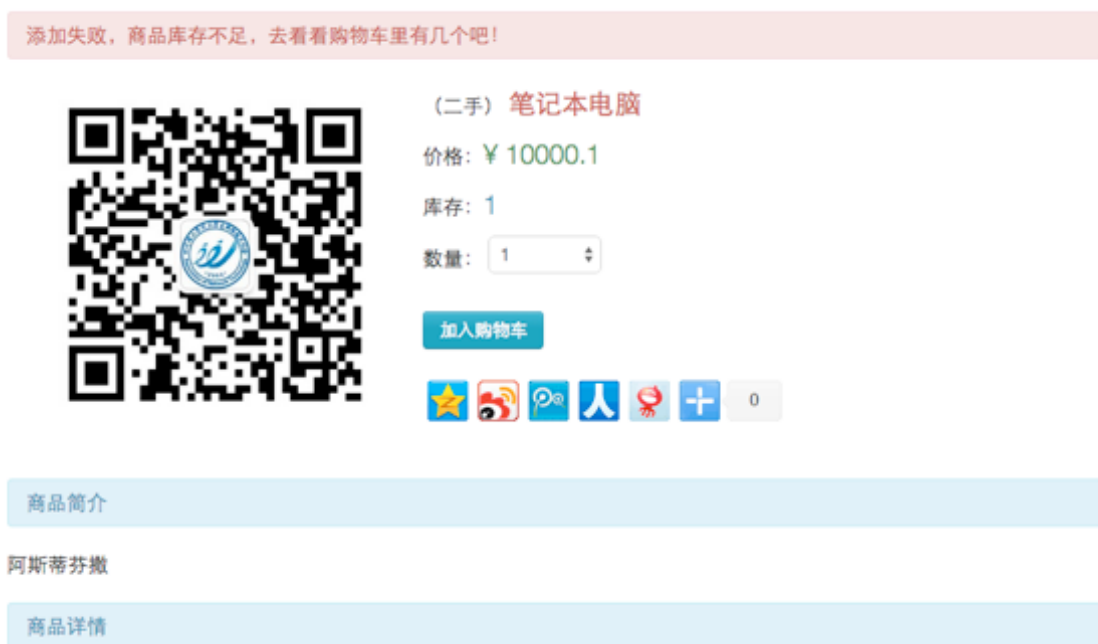 添加失败，商品库存不足，去看看购物车里有几个吧！
（二手） 笔记本电脑
价格：¥ 10000.1
库存：1
数量： 1
加入购物车
0
商品简介
阿斯蒂芬撒
商品详情